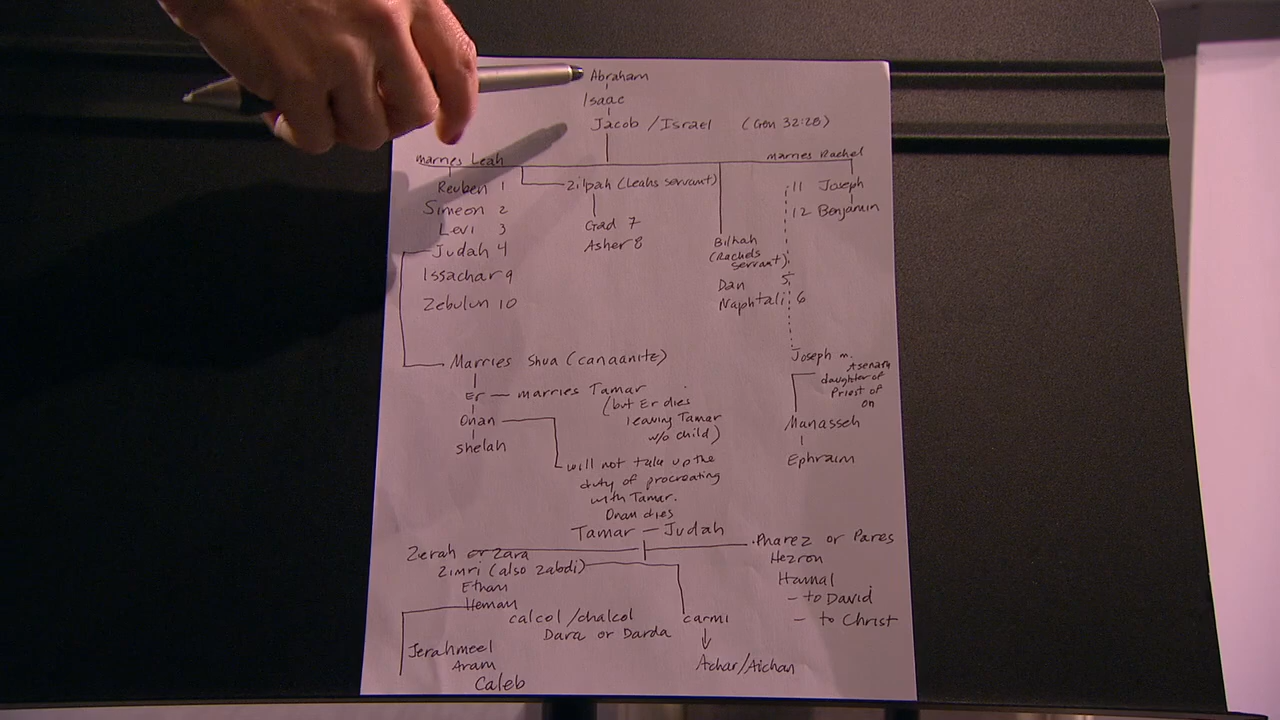 Abraham
Isaac
Jacob / Israel (Gen 32:28)
marries Leah
marries Rachel
Reuben 1
Simeon 2
Levi 3
Judah 4
Issachar 9
Zebulun 10
Zilpah (Leahs servant)
Gad 7
Asher 8
Bilhah
(Rachels
servant)
Dan 5
Naphtali 6
11 Joseph
12 Benjamin
Marries Shua (canaanite)
Er — marries Tamar
(but Er dies
leaving Tamar
w/o child)
Onan
Shelah
will not take up the
duty of procreating
with Tamar.
Onan dies
Joseph m.
Asenath
daughter of
Priest of
on
Manasseh
Ephraim
Tamar — Judah
Zerah or Zara
Zimri (also Zabdi)
Ethan
Heman
calcol / chalcol
Dara or Darda
carmi
Achar/Aichan
Jerahmeel
Aram
Caleb
Pharez or Pares
Hezron
Hamal
– to David
– to Christ